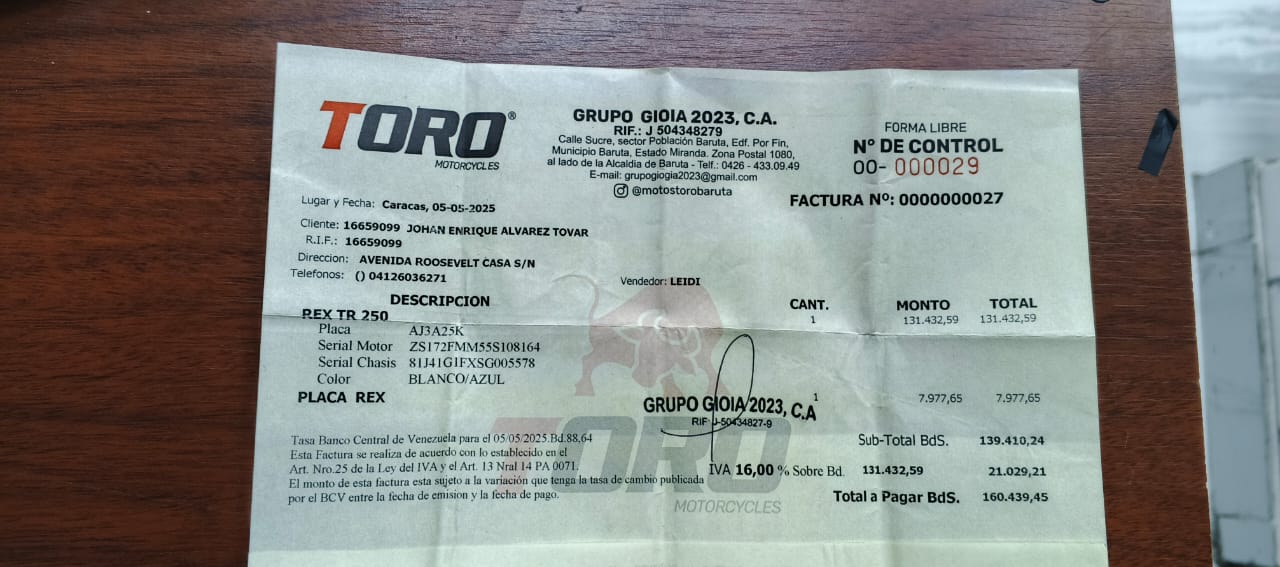 TORO®
MOTORCYCLES
GRUPO GIOIA 2023, C.A.
RIF.: J 504348279
Calle Sucre, sector Población Baruta, Edf. Por Fin,
Municipio Baruta, Estado Miranda. Zona Postal 1080,
al lado de la Alcaldia de Baruta - Telf.: 0426 - 433.09.49
E-mail: grupogiogia2023@gmail.com
@motostorobaruta
FORMA LIBRE
N° DE CONTROL
00- 000029
FACTURA Nº: 0000000027
Lugar y Fecha: Caracas, 05-05-2025
Cliente: 16659099 JOHAN ENRIQUE ALVAREZ TOVAR
R.I.F.: 16659099
Direccion: AVENIDA ROOSEVELT CASA S/N
Telefonos: () 04126036271
Vendedor: LEIDI
DESCRIPCION CANT. MONTO TOTAL
REX TR 250 1 131.432,59 131.432,59
Placa AJ3A25K
Serial Motor ZS172FMM55S108164
Serial Chasis 81J41G1FXSG005578
Color BLANCO/AZUL
PLACA REX 1 7.977,65 7.977,65
GRUPO GIOIA 2023, C.A
RIF: J-50434827-9
Tasa Banco Central de Venezuela para el 05/05/2025.Bd.88,64
Esta Factura se realiza de acuerdo con lo establecido en el
Art. Nro.25 de la Ley del IVA y el Art. 13 Nral 14 PA 0071.
El monto de esta factura esta sujeto a la variación que tenga la tasa de cambio publicada
por el BCV entre la fecha de emision y la fecha de pago.
Sub-Total BdS. 139.410,24
IVA 16,00 % Sobre Bd. 131.432,59 21.029,21
Total a Pagar BdS. 160.439,45
TORO
MOTORCYCLES